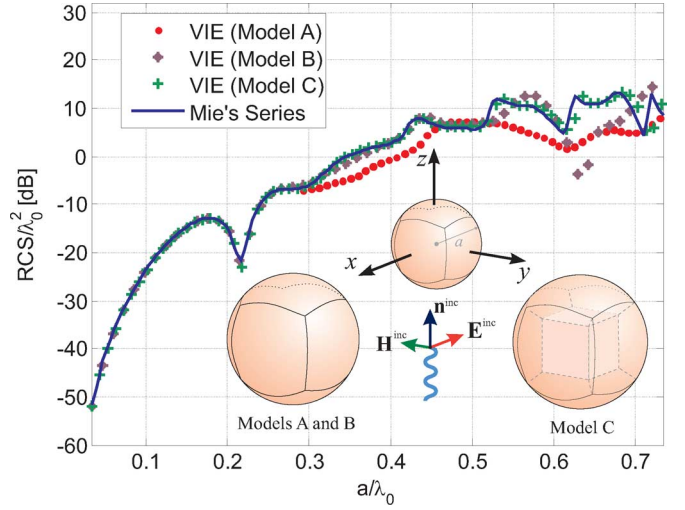 30
20
10
0
-10
-20
-30
-40
-50
-60
RCS/λ₀² [dB]
VIE (Model A)
VIE (Model B)
VIE (Model C)
Mie's Series
z
a
x
y
n^inc
H^inc
E^inc
Models A and B
Model C
0.1
0.2
0.3
0.4
0.5
0.6
0.7
a/λ₀